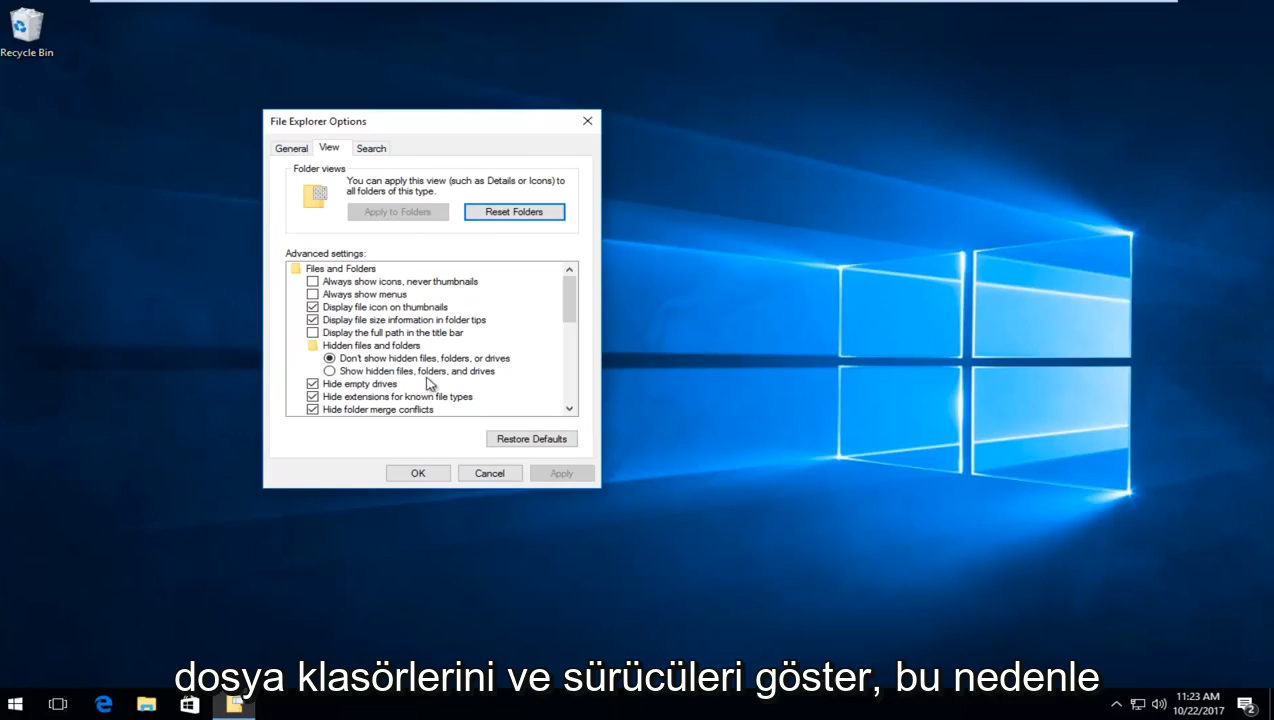 Recycle Bin
File Explorer Options
General View Search
Folder views
You can apply this view (such as Details or Icons) to
all folders of this type.
Apply to Folders Reset Folders
Advanced settings:
Files and Folders
Always show icons, never thumbnails
Always show menus
Display file icon on thumbnails
Display file size information in folder tips
Display the full path in the title bar
Hidden files and folders
Don't show hidden files, folders, or drives
Show hidden files, folders, and drives
Hide empty drives
Hide extensions for known file types
Hide folder merge conflicts
Restore Defaults
OK Cancel Apply
dosya klasörlerini ve sürücüleri göster, bu nedenle
11:23 AM
10/22/2017
2